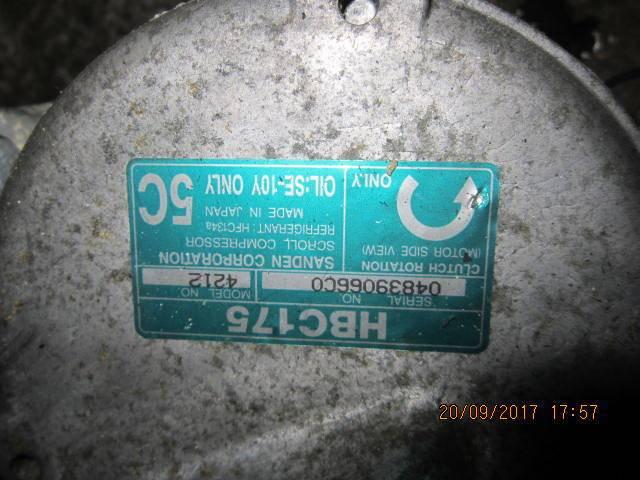 HBC175
SERIAL NO. MODEL NO
04839066C0 4212
CLUTCH ROTATION
(MOTOR SIDE VIEW)
ONLY
SANDEN CORPORATION
SCROLL COMPRESSOR
REFRIGERANT: HFC134a
MADE IN JAPAN
OIL:SE-10Y ONLY
5C
20/09/2017 17:57